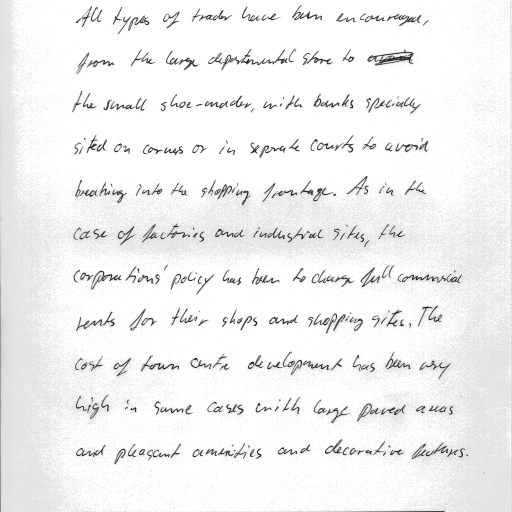 All types of trader have been encouraged,
from the large departmental store to
the small shoe-mender, with banks specially
sited on corners or in separate courts to avoid
breaking into the shopping frontage. As in the
case of factories and industrial sites, the
corporations' policy has been to charge full commercial
rents for their shops and shopping sites. The
cost of town centre development has been very
high in some cases with large paved areas
and pleasant amenities and decorative features.